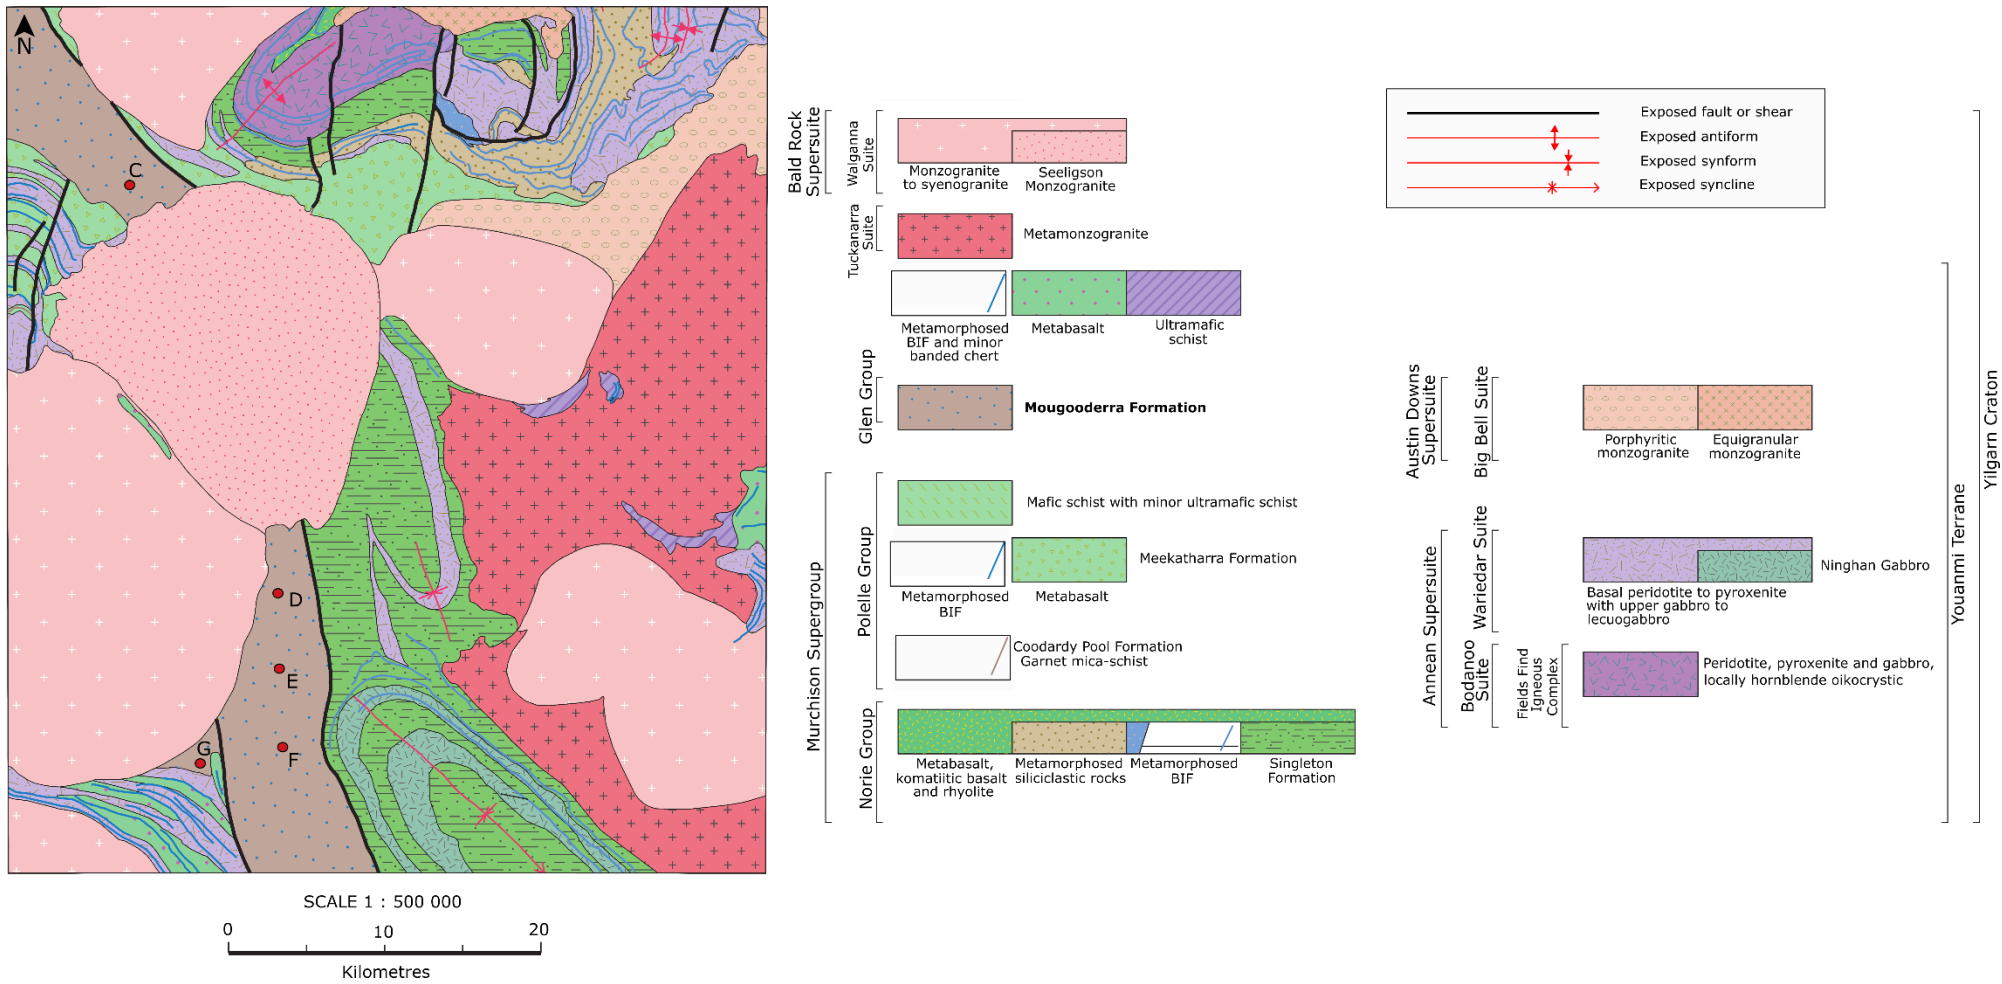 N
C
D
E
F
G
SCALE 1 : 500 000
0
10
20
Kilometres
Bald Rock
Supersuite
Walgana
Suite
Monzogranite
to syenogranite
Seeligson
Monzogranite
Tuckanarra
Suite
Metamonzogranite
Metamorphosed
BIF and minor
banded chert
Metabasalt
Ultramafic
schist
Glen Group
Mougooderra Formation
Murchison Supergroup
Polelle Group
Mafic schist with minor ultramafic schist
Metamorphosed
BIF
Metabasalt
Meekatharra Formation
Coodardy Pool Formation
Garnet mica-schist
Norie Group
Metabasalt,
komatiitic basalt
and rhyolite
Metamorphosed
siliciclastic rocks
Metamorphosed
BIF
Singleton
Formation
Exposed fault or shear
Exposed antiform
Exposed synform
Exposed syncline
Austin Downs
Supersuite
Big Bell Suite
Porphyritic
monzogranite
Equigranular
monzogranite
Annean Supersuite
Wariedar Suite
Ninghan Gabbro
Basal peridotite to pyroxenite
with upper gabbro to
lecuogabbro
Bodanoo
Suite
Fields Find
Igneous
Complex
Peridotite, pyroxenite and gabbro,
locally hornblende oikocrystic
Youanmi Terrane
Yilgarn Craton